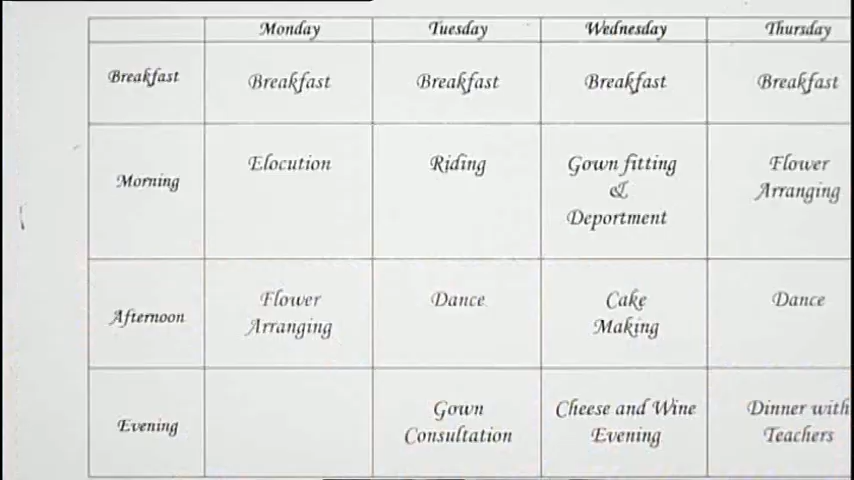 Monday Tuesday Wednesday Thursday
Breakfast Breakfast Breakfast Breakfast Breakfast
Morning Elocution Riding Gown fitting & Deportment Flower Arranging
Afternoon Flower Arranging Dance Cake Making Dance
Evening Gown Consultation Cheese and Wine Evening Dinner with Teachers